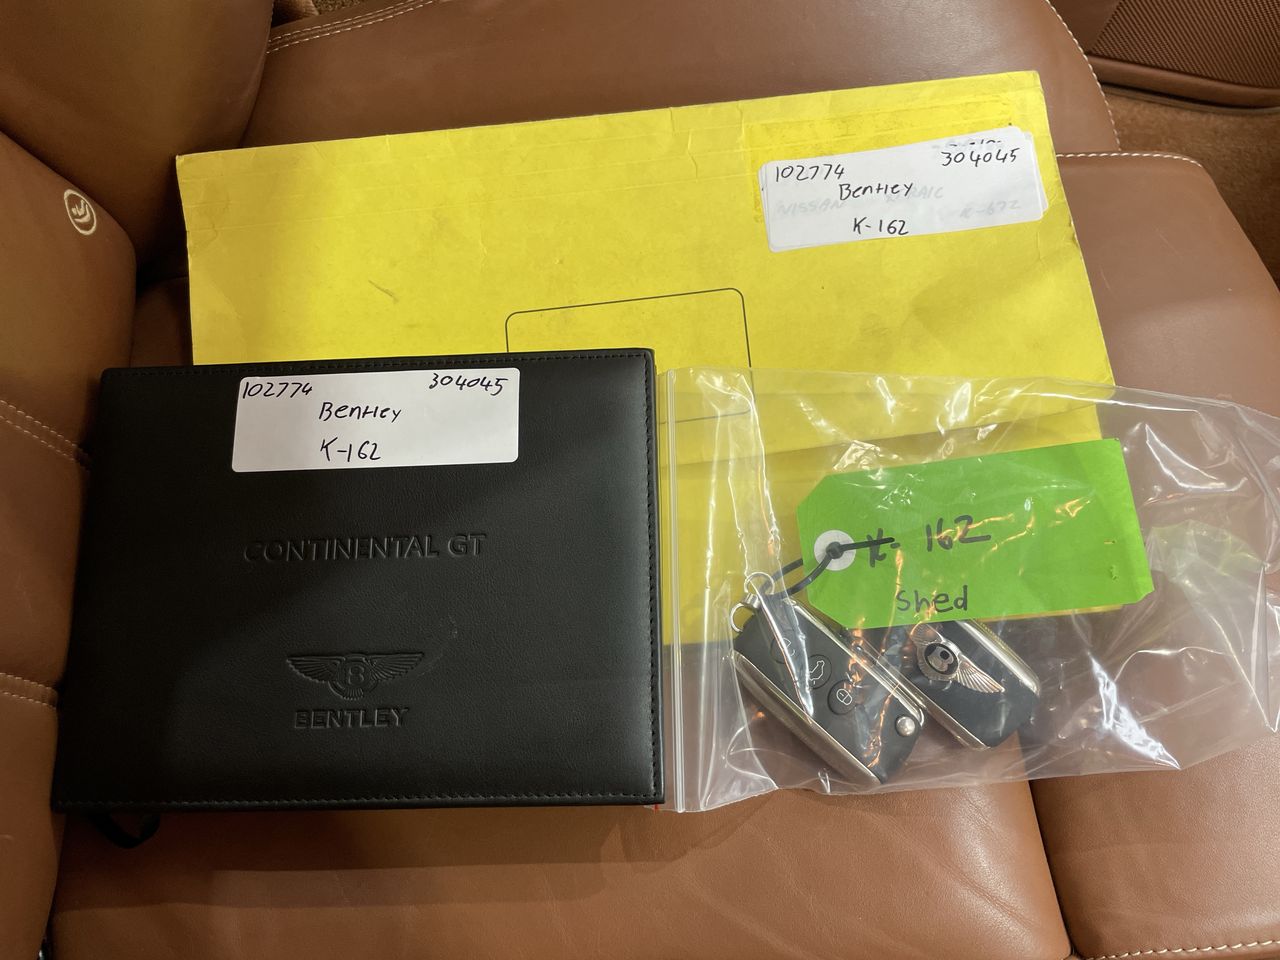 102774 304045
Bentley
K-162
102774 304045
Bentley
K-162
CONTINENTAL GT
B
BENTLEY
K- 162
Shed
B